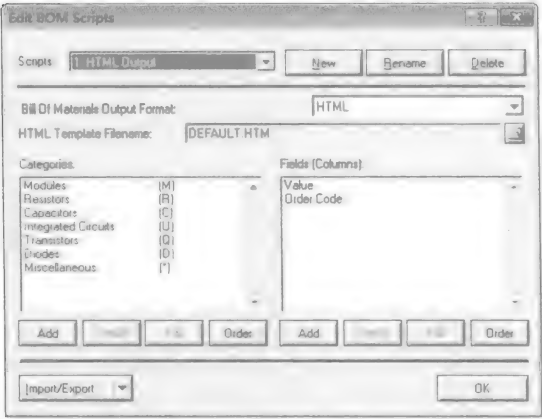 Edit BOM Scripts
Scripts 1 HTML Output New Rename Delete
Bill Of Materials Output Format: HTML
HTML Template Filename: DEFAULT.HTM
Categories: Fields (Columns)
Modules (M) Value
Resistors (R) Order Code
Capacitors (C)
Integrated Circuits (U)
Transistors (Q)
Diodes (D)
Miscellaneous (*)
Add Order Add Order
Import/Export OK